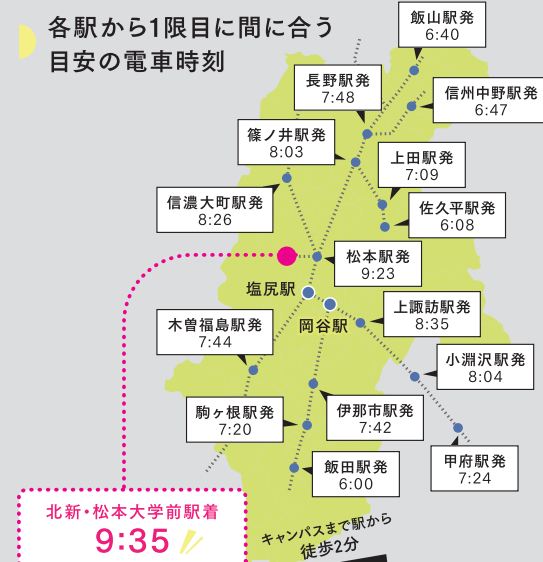 各駅から1限目に間に合う
目安の電車時刻
飯山駅発
6:40
長野駅発
7:48
信州中野駅発
6:47
篠ノ井駅発
8:03
上田駅発
7:09
信濃大町駅発
8:26
佐久平駅発
6:08
松本駅発
9:23
塩尻駅
岡谷駅
上諏訪駅発
8:35
木曽福島駅発
7:44
小淵沢駅発
8:04
駒ヶ根駅発
7:20
伊那市駅発
7:42
飯田駅発
6:00
甲府駅発
7:24
北新・松本大学前駅着
9:35
キャンパスまで駅から
徒歩2分